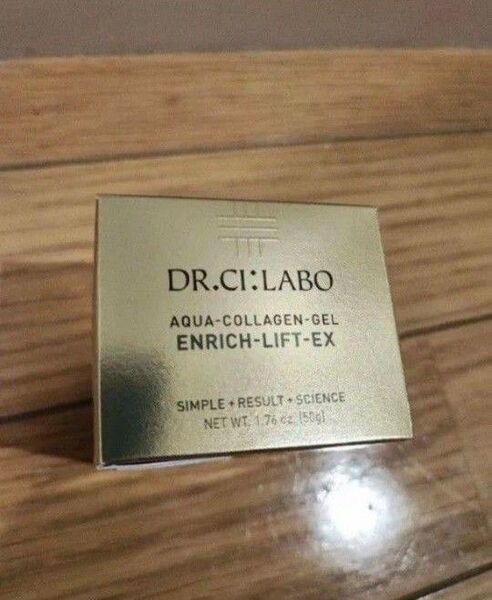 DR.CI:LABO
AQUA-COLLAGEN-GEL
ENRICH-LIFT-EX
SIMPLE + RESULT + SCIENCE
NET WT. 1.76 oz. [50g]